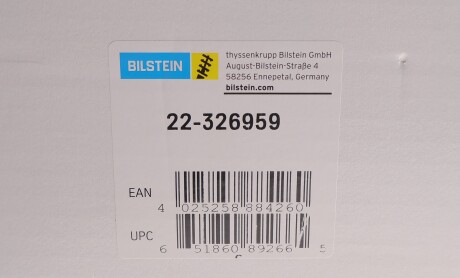 BILSTEIN
thyssenkrupp Bilstein GmbH
August-Bilstein-Straße 4
58256 Ennepetal, Germany
bilstein.com
22-326959
EAN
4 025258 884260
UPC
6 51860 89266 5